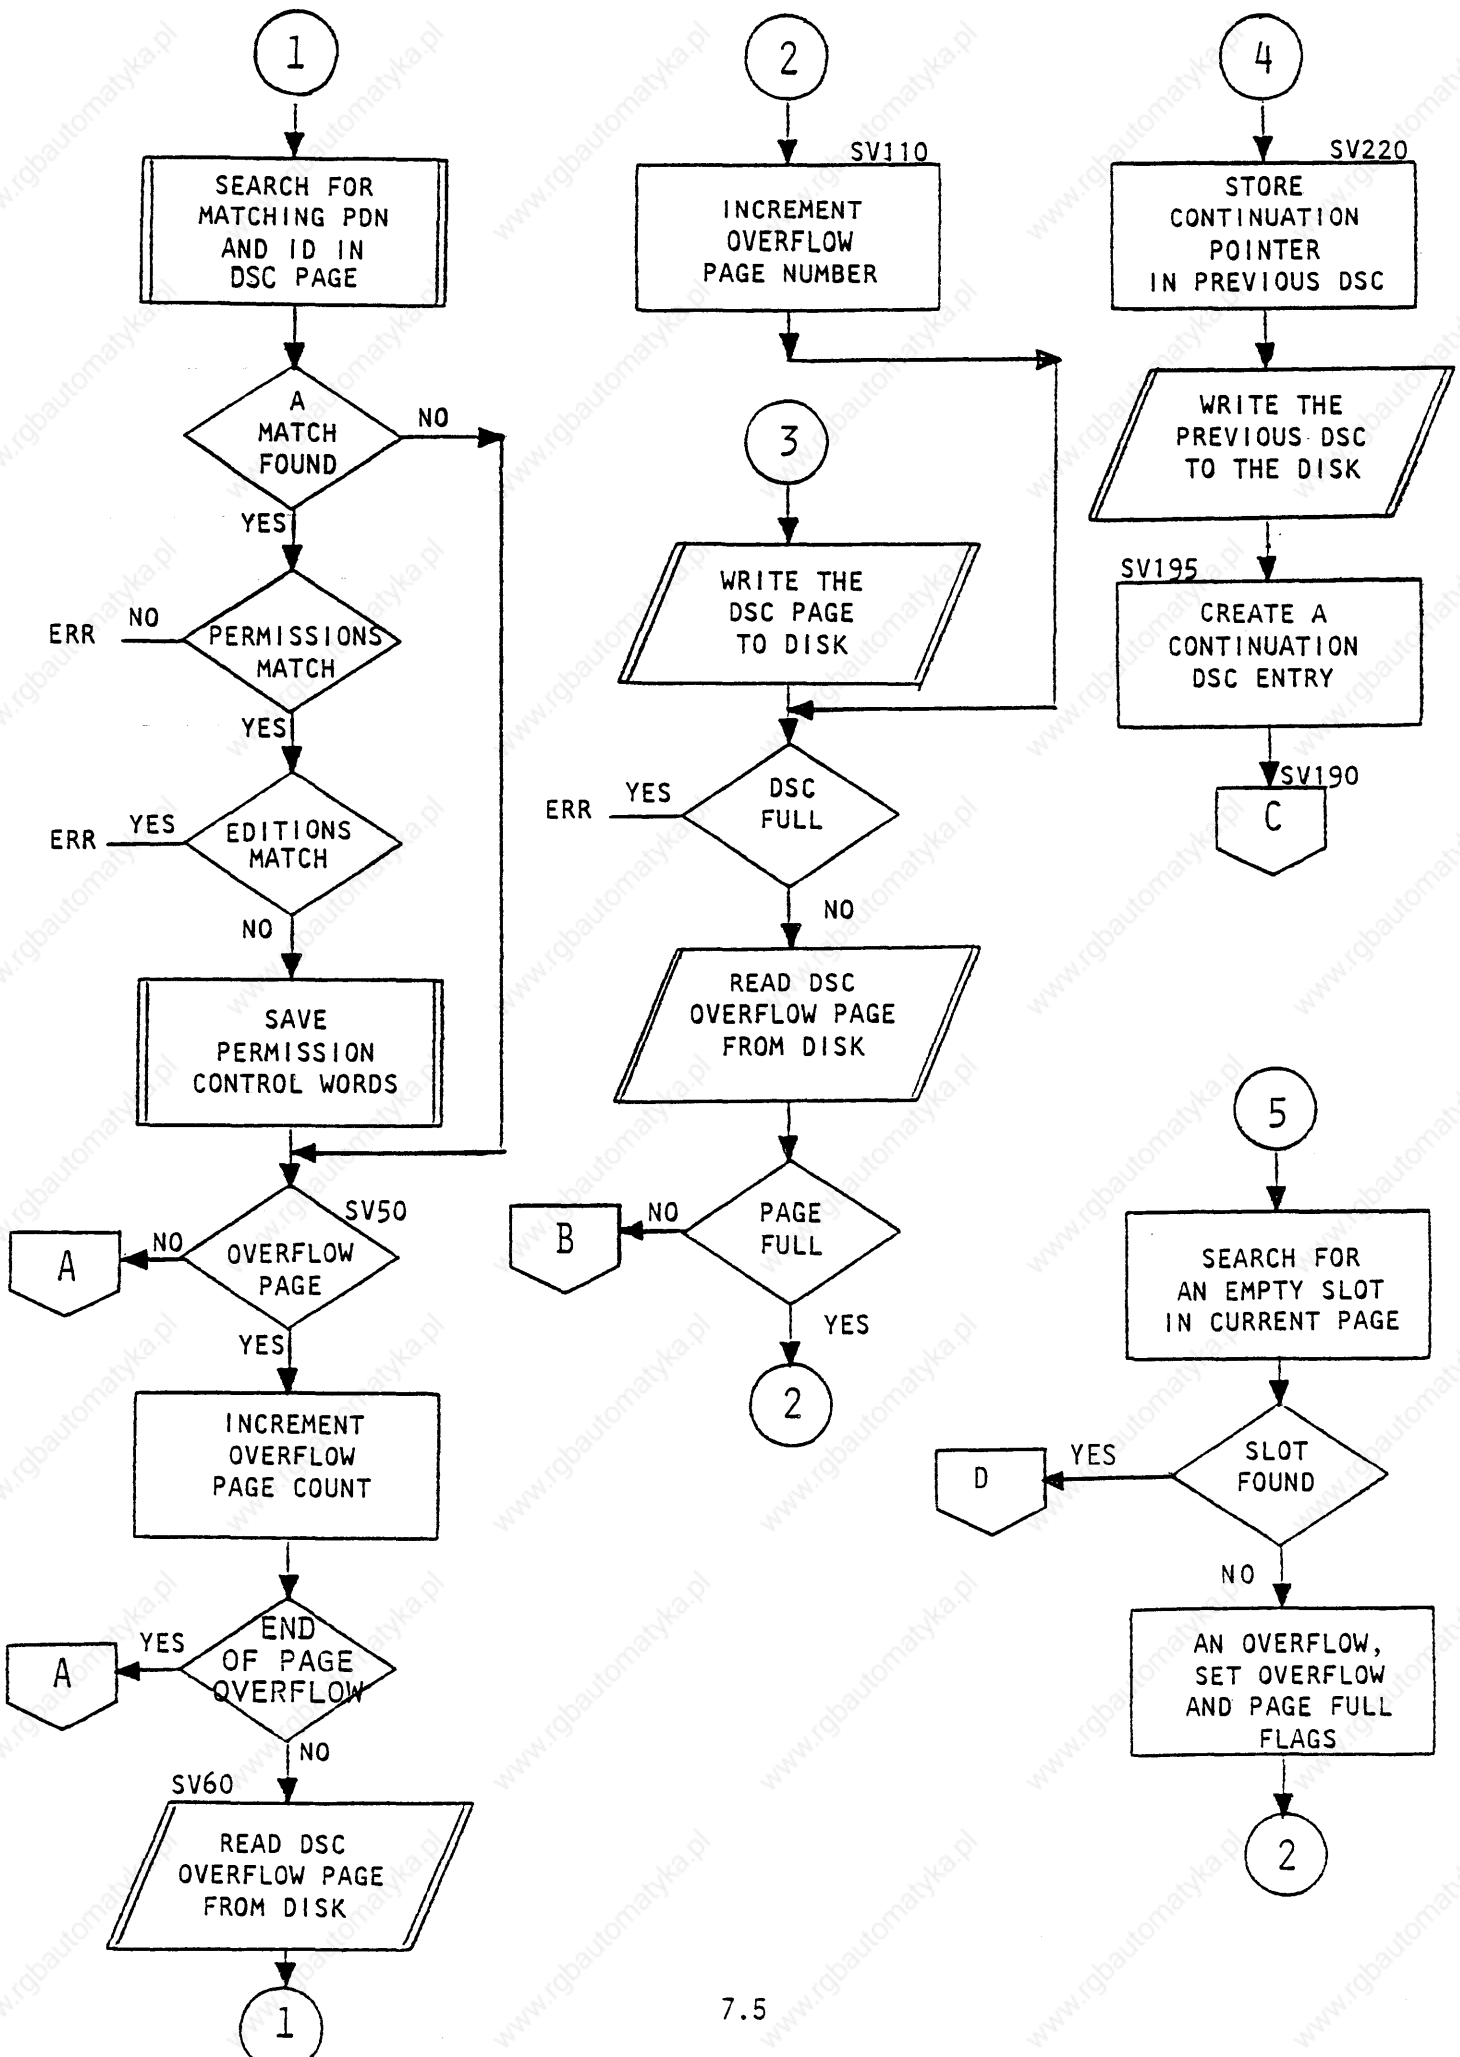 1
SEARCH FOR
MATCHING PDN
AND ID IN
DSC PAGE
A
MATCH
FOUND
NO
YES
PERMISSIONS
MATCH
NO
ERR
YES
EDITIONS
MATCH
YES
ERR
NO
SAVE
PERMISSION
CONTROL WORDS
SV50
OVERFLOW
PAGE
NO
A
YES
INCREMENT
OVERFLOW
PAGE COUNT
END
OF PAGE
OVERFLOW
YES
A
NO
SV60
READ DSC
OVERFLOW PAGE
FROM DISK
1
2
SV110
INCREMENT
OVERFLOW
PAGE NUMBER
3
WRITE THE
DSC PAGE
TO DISK
DSC
FULL
YES
ERR
NO
READ DSC
OVERFLOW PAGE
FROM DISK
PAGE
FULL
NO
B
YES
2
4
SV220
STORE
CONTINUATION
POINTER
IN PREVIOUS DSC
WRITE THE
PREVIOUS DSC
TO THE DISK
SV195
CREATE A
CONTINUATION
DSC ENTRY
SV190
C
5
SEARCH FOR
AN EMPTY SLOT
IN CURRENT PAGE
SLOT
FOUND
YES
D
NO
AN OVERFLOW,
SET OVERFLOW
AND PAGE FULL
FLAGS
2
7.5
www.rgbautomatyka.pl